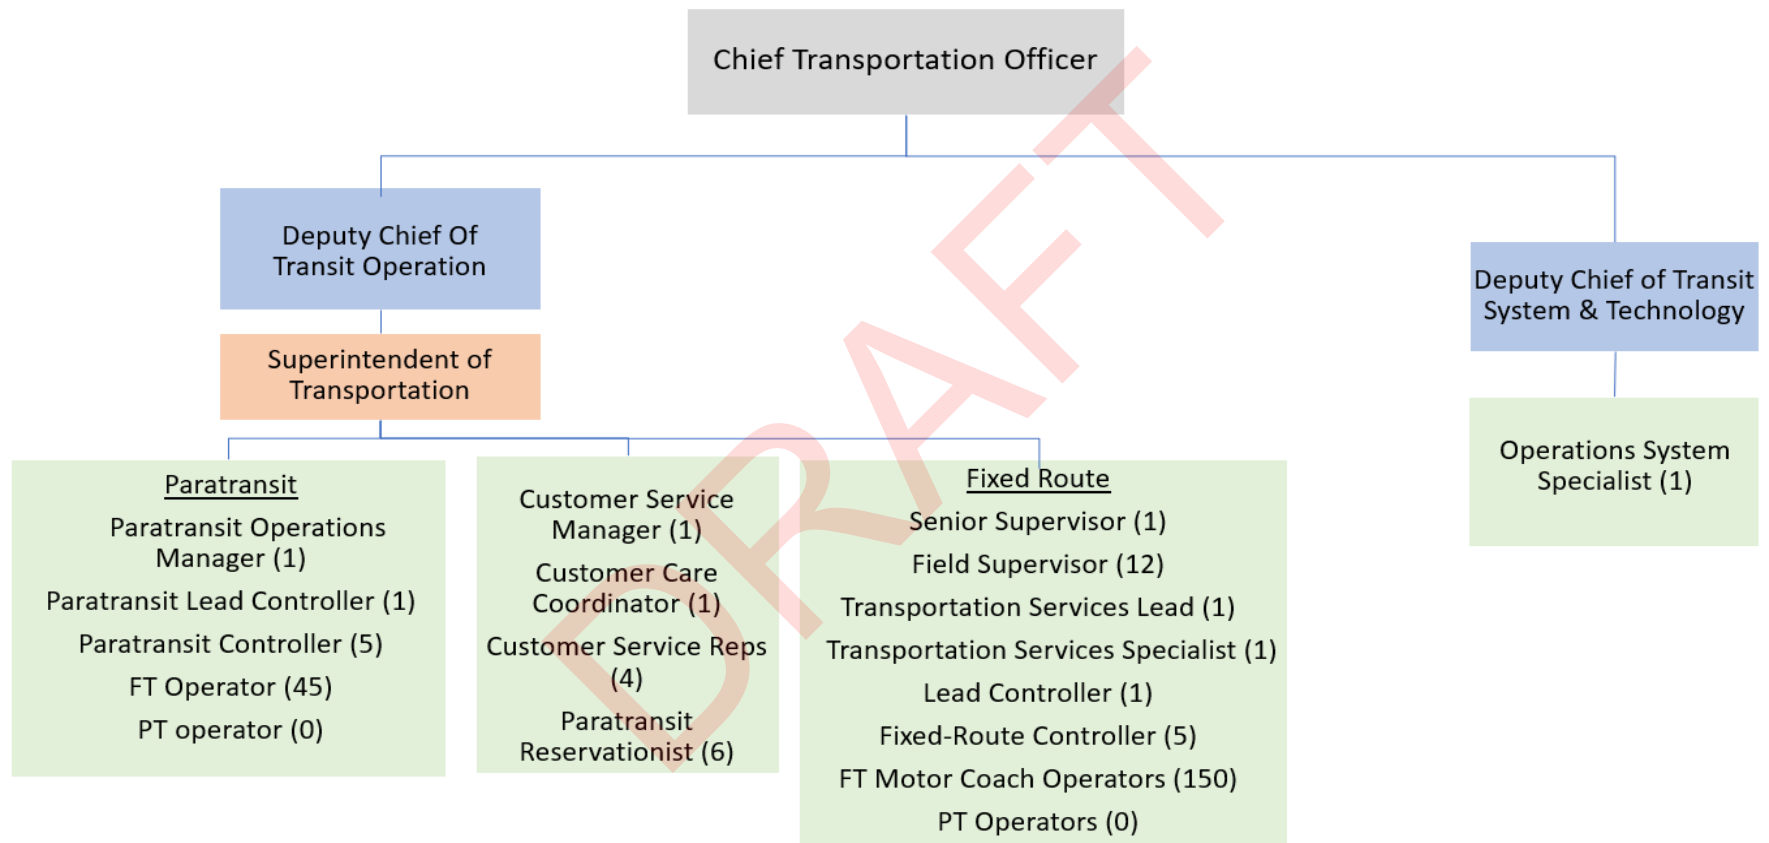 Chief Transportation Officer
Deputy Chief Of
Transit Operation
Deputy Chief of Transit
System & Technology
Superintendent of
Transportation
Paratransit
Paratransit Operations
Manager (1)
Paratransit Lead Controller (1)
Paratransit Controller (5)
FT Operator (45)
PT operator (0)
Customer Service
Manager (1)
Customer Care
Coordinator (1)
Customer Service Reps
(4)
Paratransit
Reservationist (6)
Fixed Route
Senior Supervisor (1)
Field Supervisor (12)
Transportation Services Lead (1)
Transportation Services Specialist (1)
Lead Controller (1)
Fixed-Route Controller (5)
FT Motor Coach Operators (150)
PT Operators (0)
Operations System
Specialist (1)
DRAFT